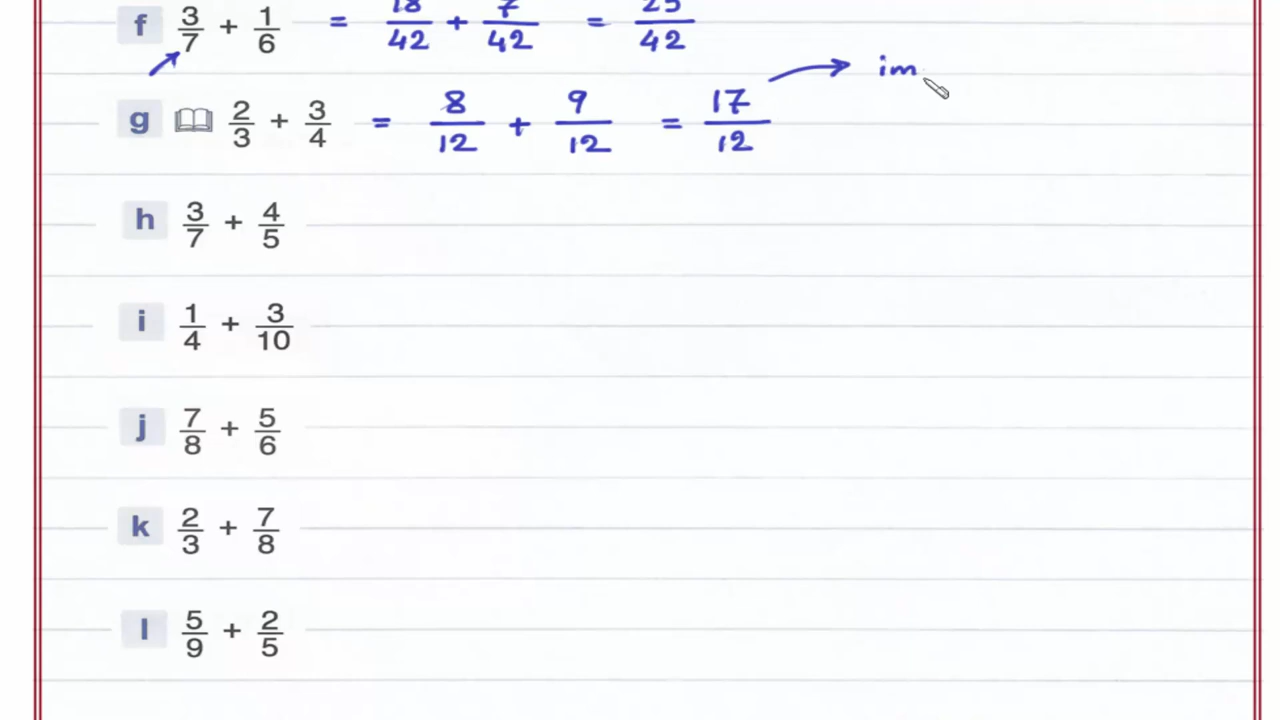 f 3/7 + 1/6 = 18/42 + 7/42 = 25/42
im
g 2/3 + 3/4 = 8/12 + 9/12 = 17/12
h 3/7 + 4/5
i 1/4 + 3/10
j 7/8 + 5/6
k 2/3 + 7/8
l 5/9 + 2/5